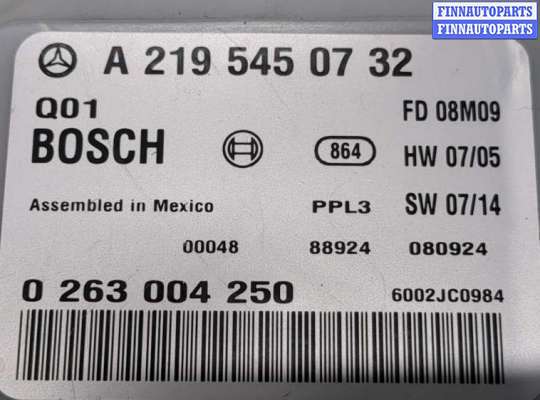 FINNAUTOPARTS
FINNAUTOPARTS
A 219 545 07 32
Q01 FD 08M09
BOSCH 864 HW 07/05
Assembled in Mexico PPL3 SW 07/14
00048 88924 080924
0 263 004 250 6002JC0984